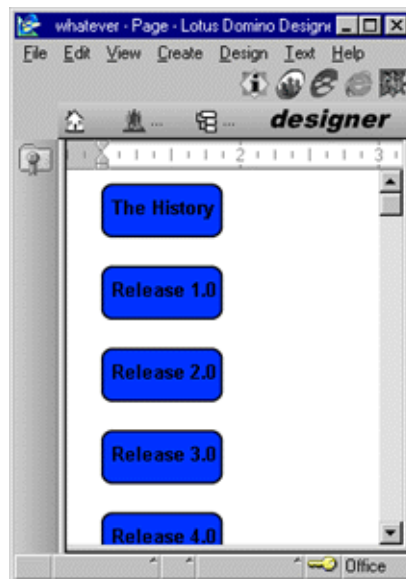 whatever - Page - Lotus Domino Designe
File Edit View Create Design Text Help
... ... designer
2 3
The History
Release 1.0
Release 2.0
Release 3.0
Release 4.0
Office